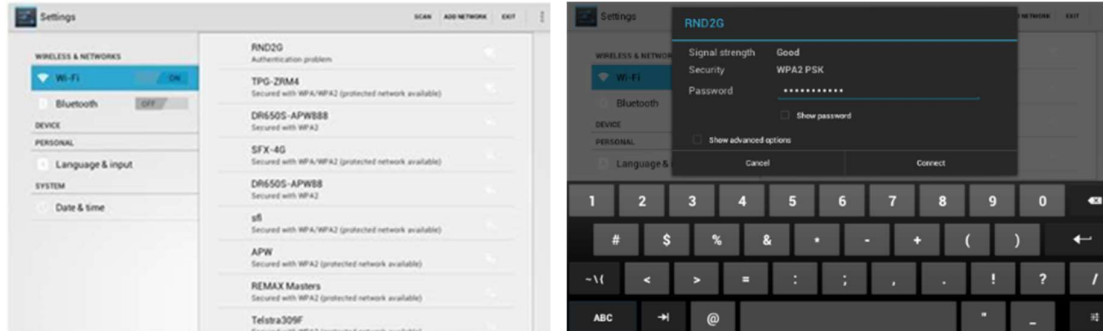 Settings
SCAN ADD NETWORK EXIT
WIRELESS & NETWORKS
Wi-Fi ON
Bluetooth OFF
DEVICE
PERSONAL
Language & input
SYSTEM
Date & time
RND2G
Authentication problem
TPG-ZRM4
Secured with WPA/WPA2 (protected network available)
DR650S-APWB88
Secured with WPA2
SFX-4G
Secured with WPA/WPA2 (protected network available)
DR650S-APW88
Secured with WPA2
sfi
Secured with WPA/WPA2 (protected network available)
APW
Secured with WPA2 (protected network available)
REMAX Masters
Secured with WPA2 (protected network available)
Telstra309F
Settings
NETWORK EXIT
WIRELESS & NETWOR
Wi-Fi
Bluetooth
DEVICE
PERSONAL
Language &
RND2G
Signal strength Good
Security WPA2 PSK
Password •••••••••••
Show password
Show advanced options
Cancel Connect
1 2 3 4 5 6 7 8 9 0
# $ % & * - + ( )
~\{ < > = : ; , . ! ? /
ABC @ " _